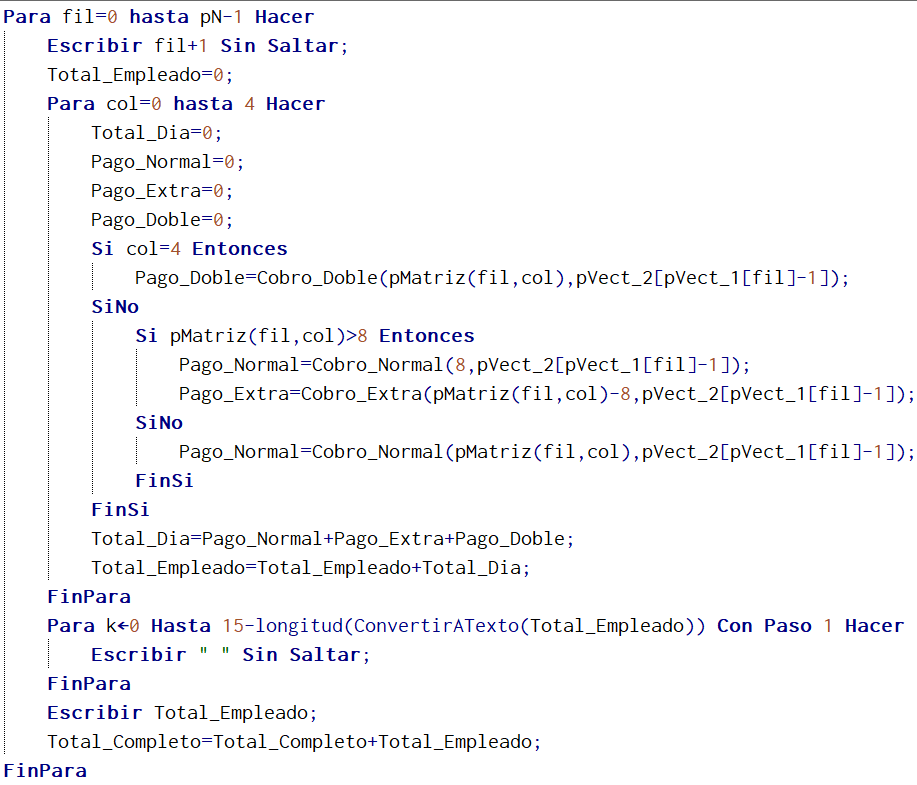 Para fil=0 hasta pN-1 Hacer
Escribir fil+1 Sin Saltar;
Total_Empleado=0;
Para col=0 hasta 4 Hacer
Total_Dia=0;
Pago_Normal=0;
Pago_Extra=0;
Pago_Doble=0;
Si col=4 Entonces
Pago_Doble=Cobro_Doble(pMatriz(fil,col),pVect_2[pVect_1[fil]-1]);
SiNo
Si pMatriz(fil,col)>8 Entonces
Pago_Normal=Cobro_Normal(8,pVect_2[pVect_1[fil]-1]);
Pago_Extra=Cobro_Extra(pMatriz(fil,col)-8,pVect_2[pVect_1[fil]-1]);
SiNo
Pago_Normal=Cobro_Normal(pMatriz(fil,col),pVect_2[pVect_1[fil]-1]);
FinSi
FinSi
Total_Dia=Pago_Normal+Pago_Extra+Pago_Doble;
Total_Empleado=Total_Empleado+Total_Dia;
FinPara
Para k←0 Hasta 15-longitud(ConvertirATexto(Total_Empleado)) Con Paso 1 Hacer
Escribir " " Sin Saltar;
FinPara
Escribir Total_Empleado;
Total_Completo=Total_Completo+Total_Empleado;
FinPara